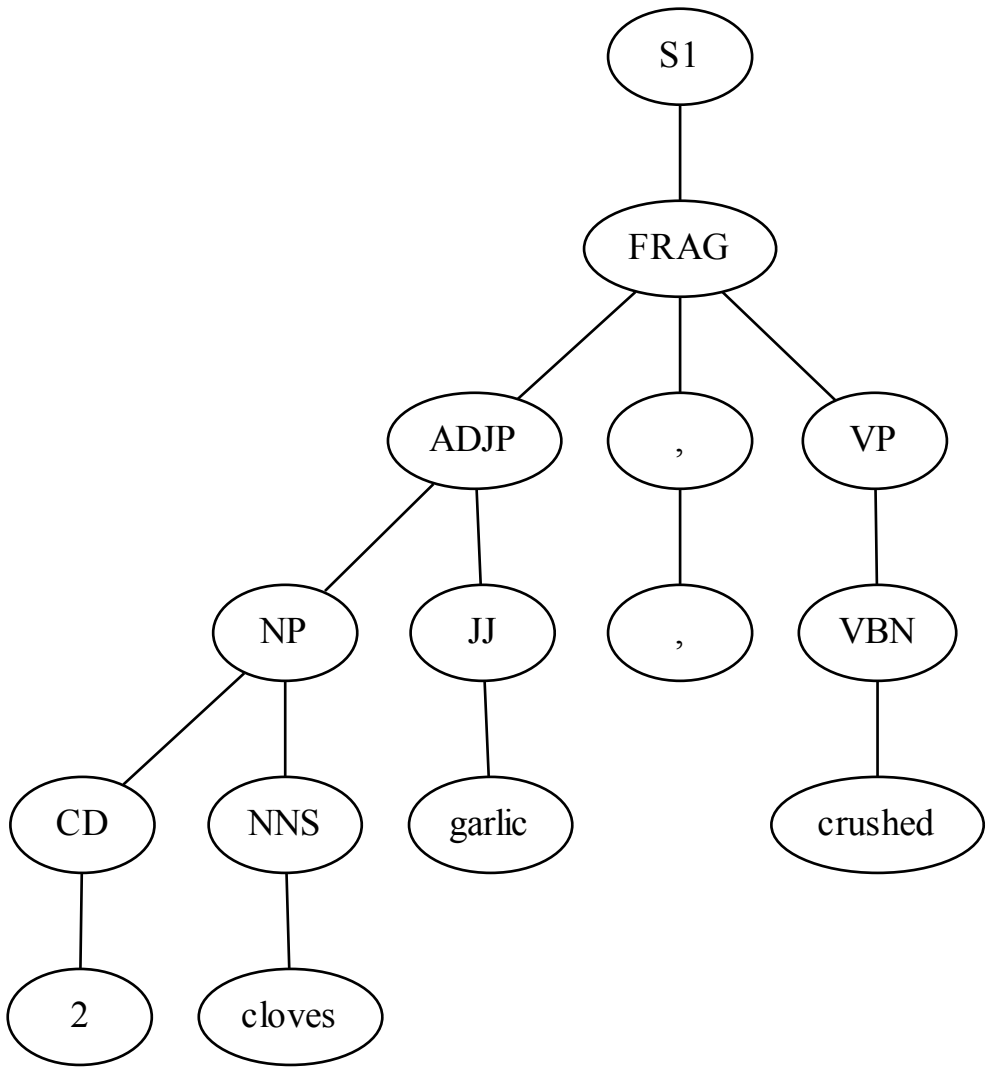 S1
FRAG
ADJP , VP
NP JJ , VBN
CD NNS garlic crushed
2 cloves